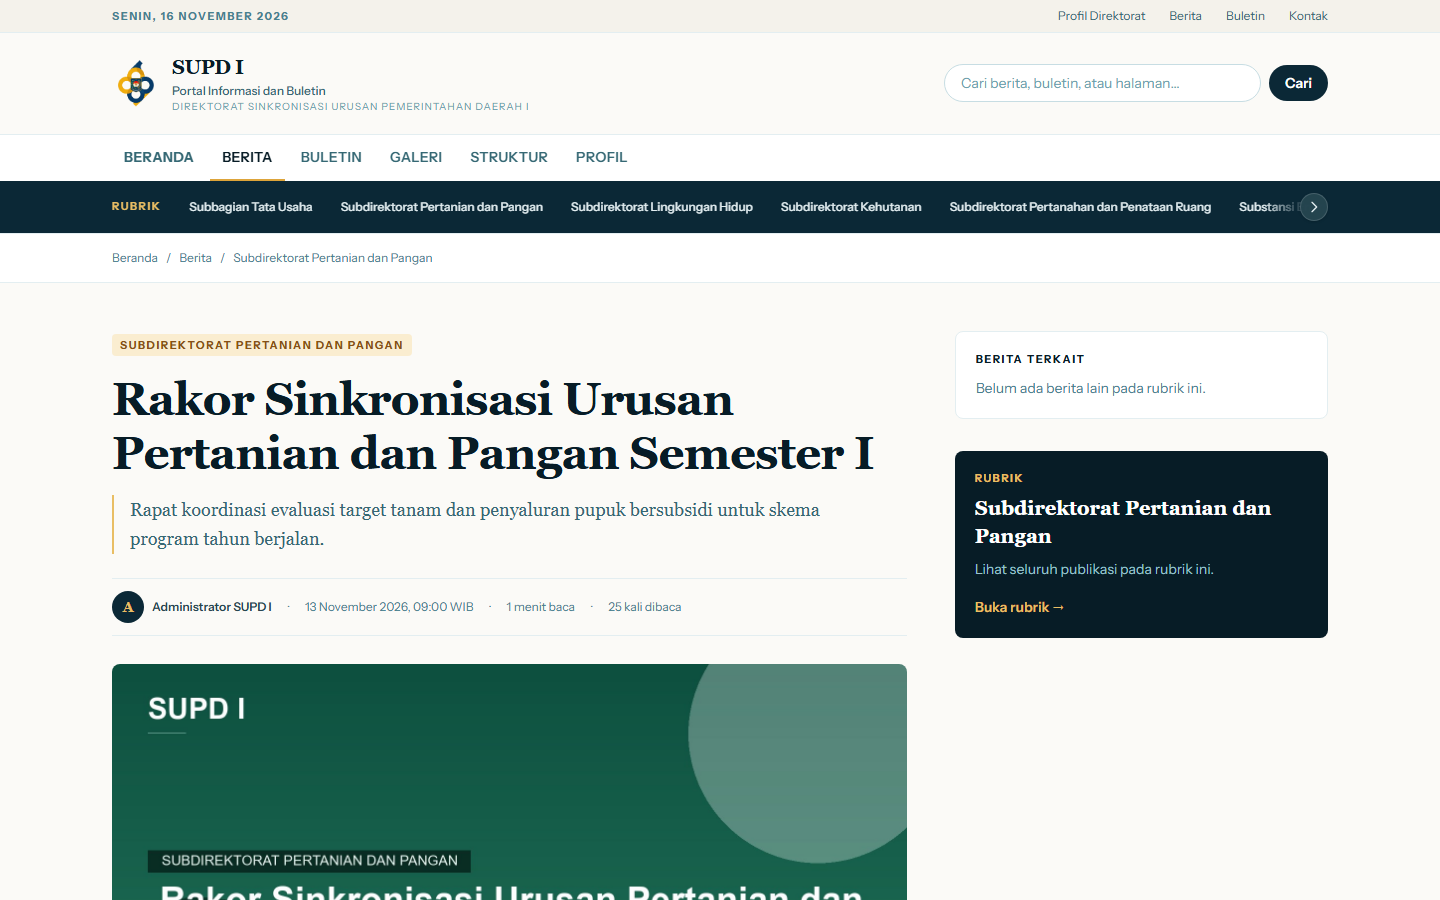 SENIN, 16 NOVEMBER 2026
Profil Direktorat Berita Buletin Kontak
SUPD I
Portal Informasi dan Buletin
DIREKTORAT SINKRONISASI URUSAN PEMERINTAHAN DAERAH I
Cari berita, buletin, atau halaman...
Cari
BERANDA BERITA BULETIN GALERI STRUKTUR PROFIL
RUBRIK Subbagian Tata Usaha Subdirektorat Pertanian dan Pangan Subdirektorat Lingkungan Hidup Subdirektorat Kehutanan Subdirektorat Pertanahan dan Penataan Ruang Substansi
Beranda / Berita / Subdirektorat Pertanian dan Pangan
SUBDIREKTORAT PERTANIAN DAN PANGAN
Rakor Sinkronisasi Urusan
Pertanian dan Pangan Semester I
Rapat koordinasi evaluasi target tanam dan penyaluran pupuk bersubsidi untuk skema
program tahun berjalan.
A Administrator SUPD I · 13 November 2026, 09:00 WIB · 1 menit baca · 25 kali dibaca
SUPD I
SUBDIREKTORAT PERTANIAN DAN PANGAN
Rakor Sinkronisasi Urusan Pertanian dan
BERITA TERKAIT
Belum ada berita lain pada rubrik ini.
RUBRIK
Subdirektorat Pertanian dan
Pangan
Lihat seluruh publikasi pada rubrik ini.
Buka rubrik →